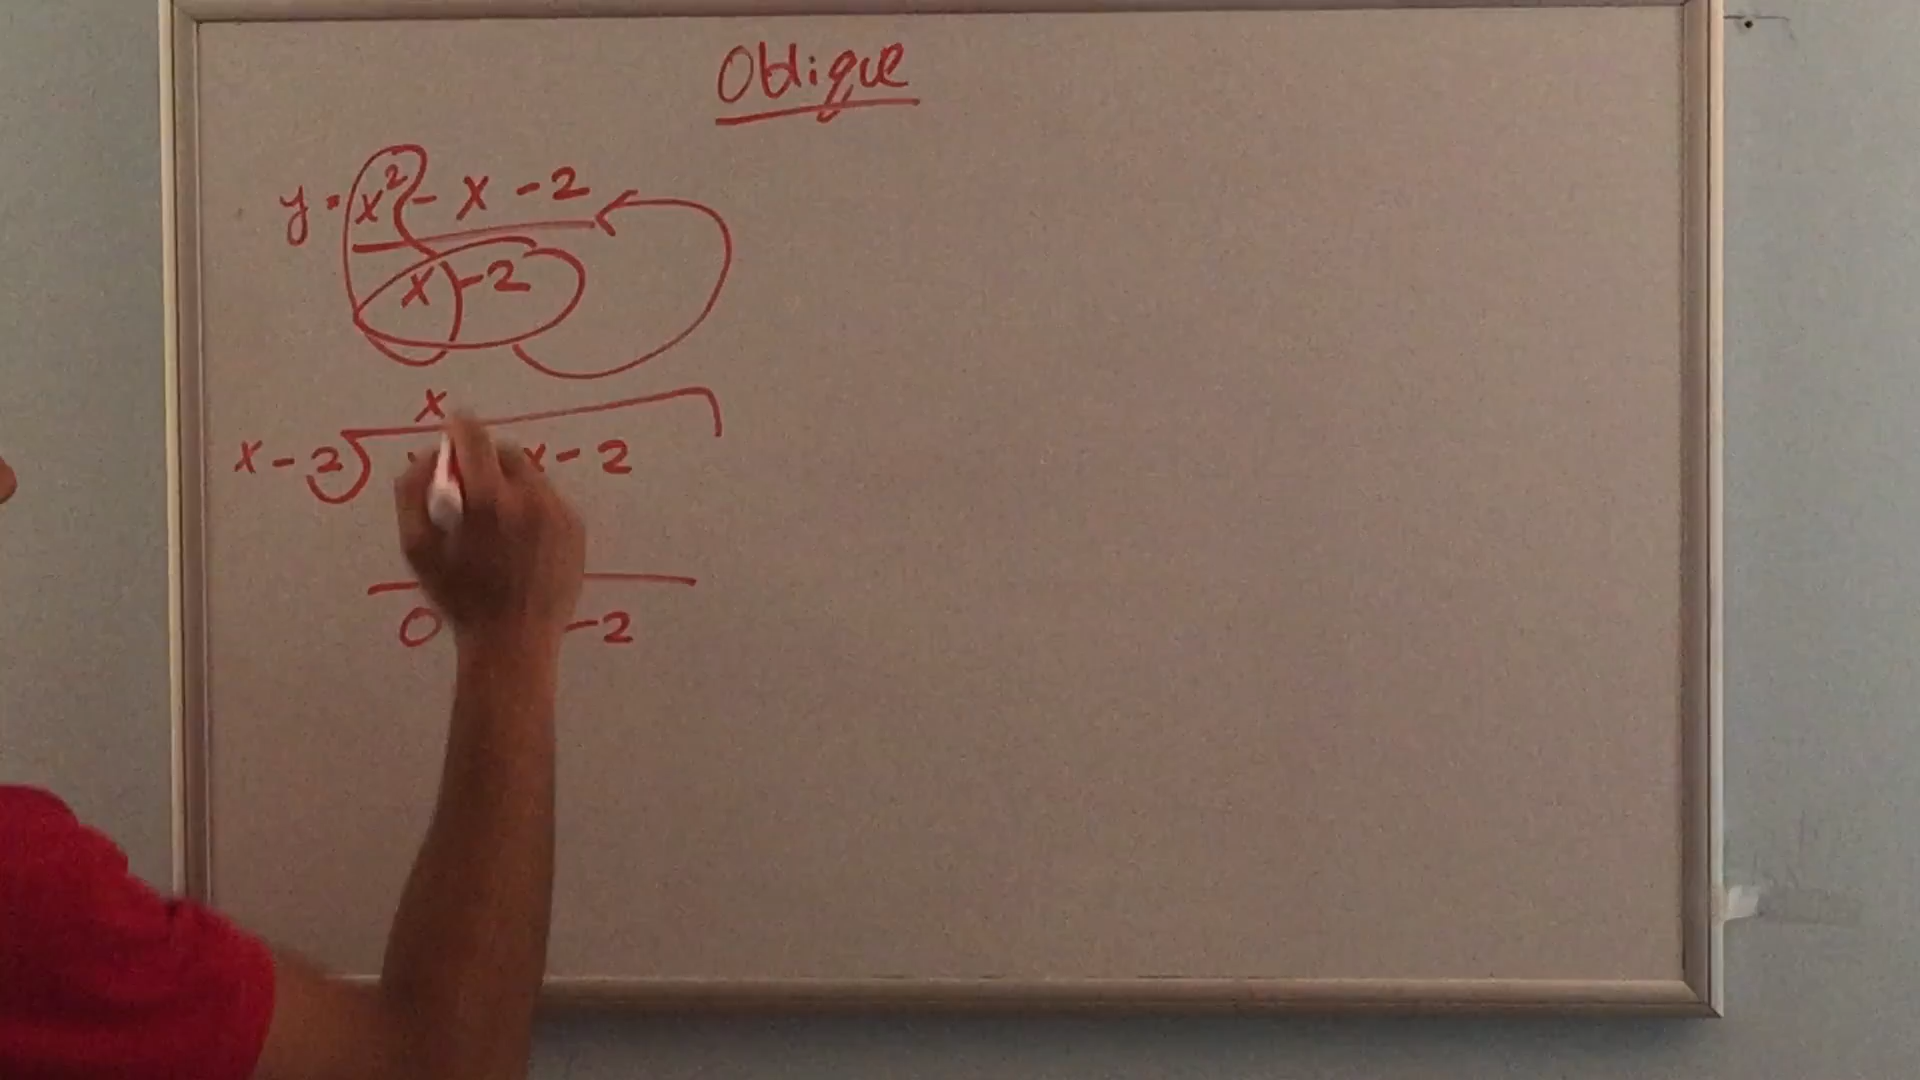 Oblique
y = x² - x - 2
x - 2
x
x - 2 x - 2
0 -2